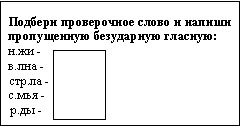 Подбери проверочное слово и напиши
пропущенную безударную гласную:
н.жи -
в.лна -
стр.ла -
с.мья -
р.ды -